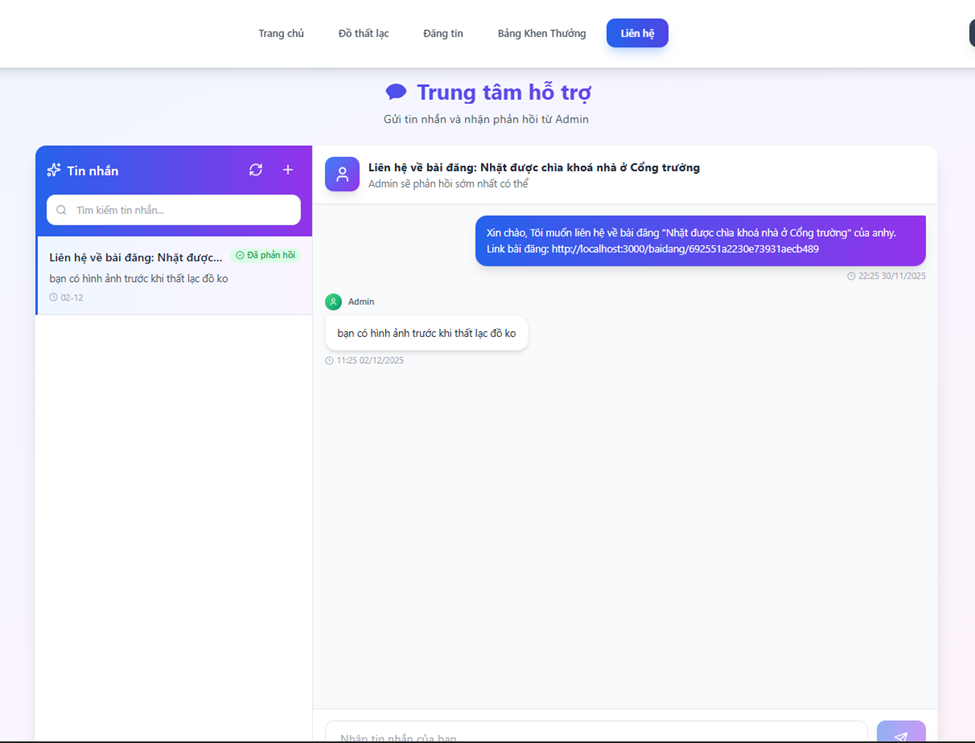 Trang chủ
Đồ thất lạc
Đăng tin
Bảng Khen Thưởng
Liên hệ
Trung tâm hỗ trợ
Gửi tin nhắn và nhận phản hồi từ Admin
Tin nhắn
Tìm kiếm tin nhắn...
Liên hệ về bài đăng: Nhặt được...
Đã phản hồi
bạn có hình ảnh trước khi thất lạc đồ ko
02-12
Liên hệ về bài đăng: Nhặt được chìa khoá nhà ở Cổng trường
Admin sẽ phản hồi sớm nhất có thể
Xin chào, Tôi muốn liên hệ về bài đăng "Nhặt được chìa khoá nhà ở Cổng trường" của anhy.
Link bài đăng: http://localhost:3000/baidang/692551a2230e73931aecb489
22:25 30/11/2025
Admin
bạn có hình ảnh trước khi thất lạc đồ ko
11:25 02/12/2025
Nhập tin nhắn của bạn